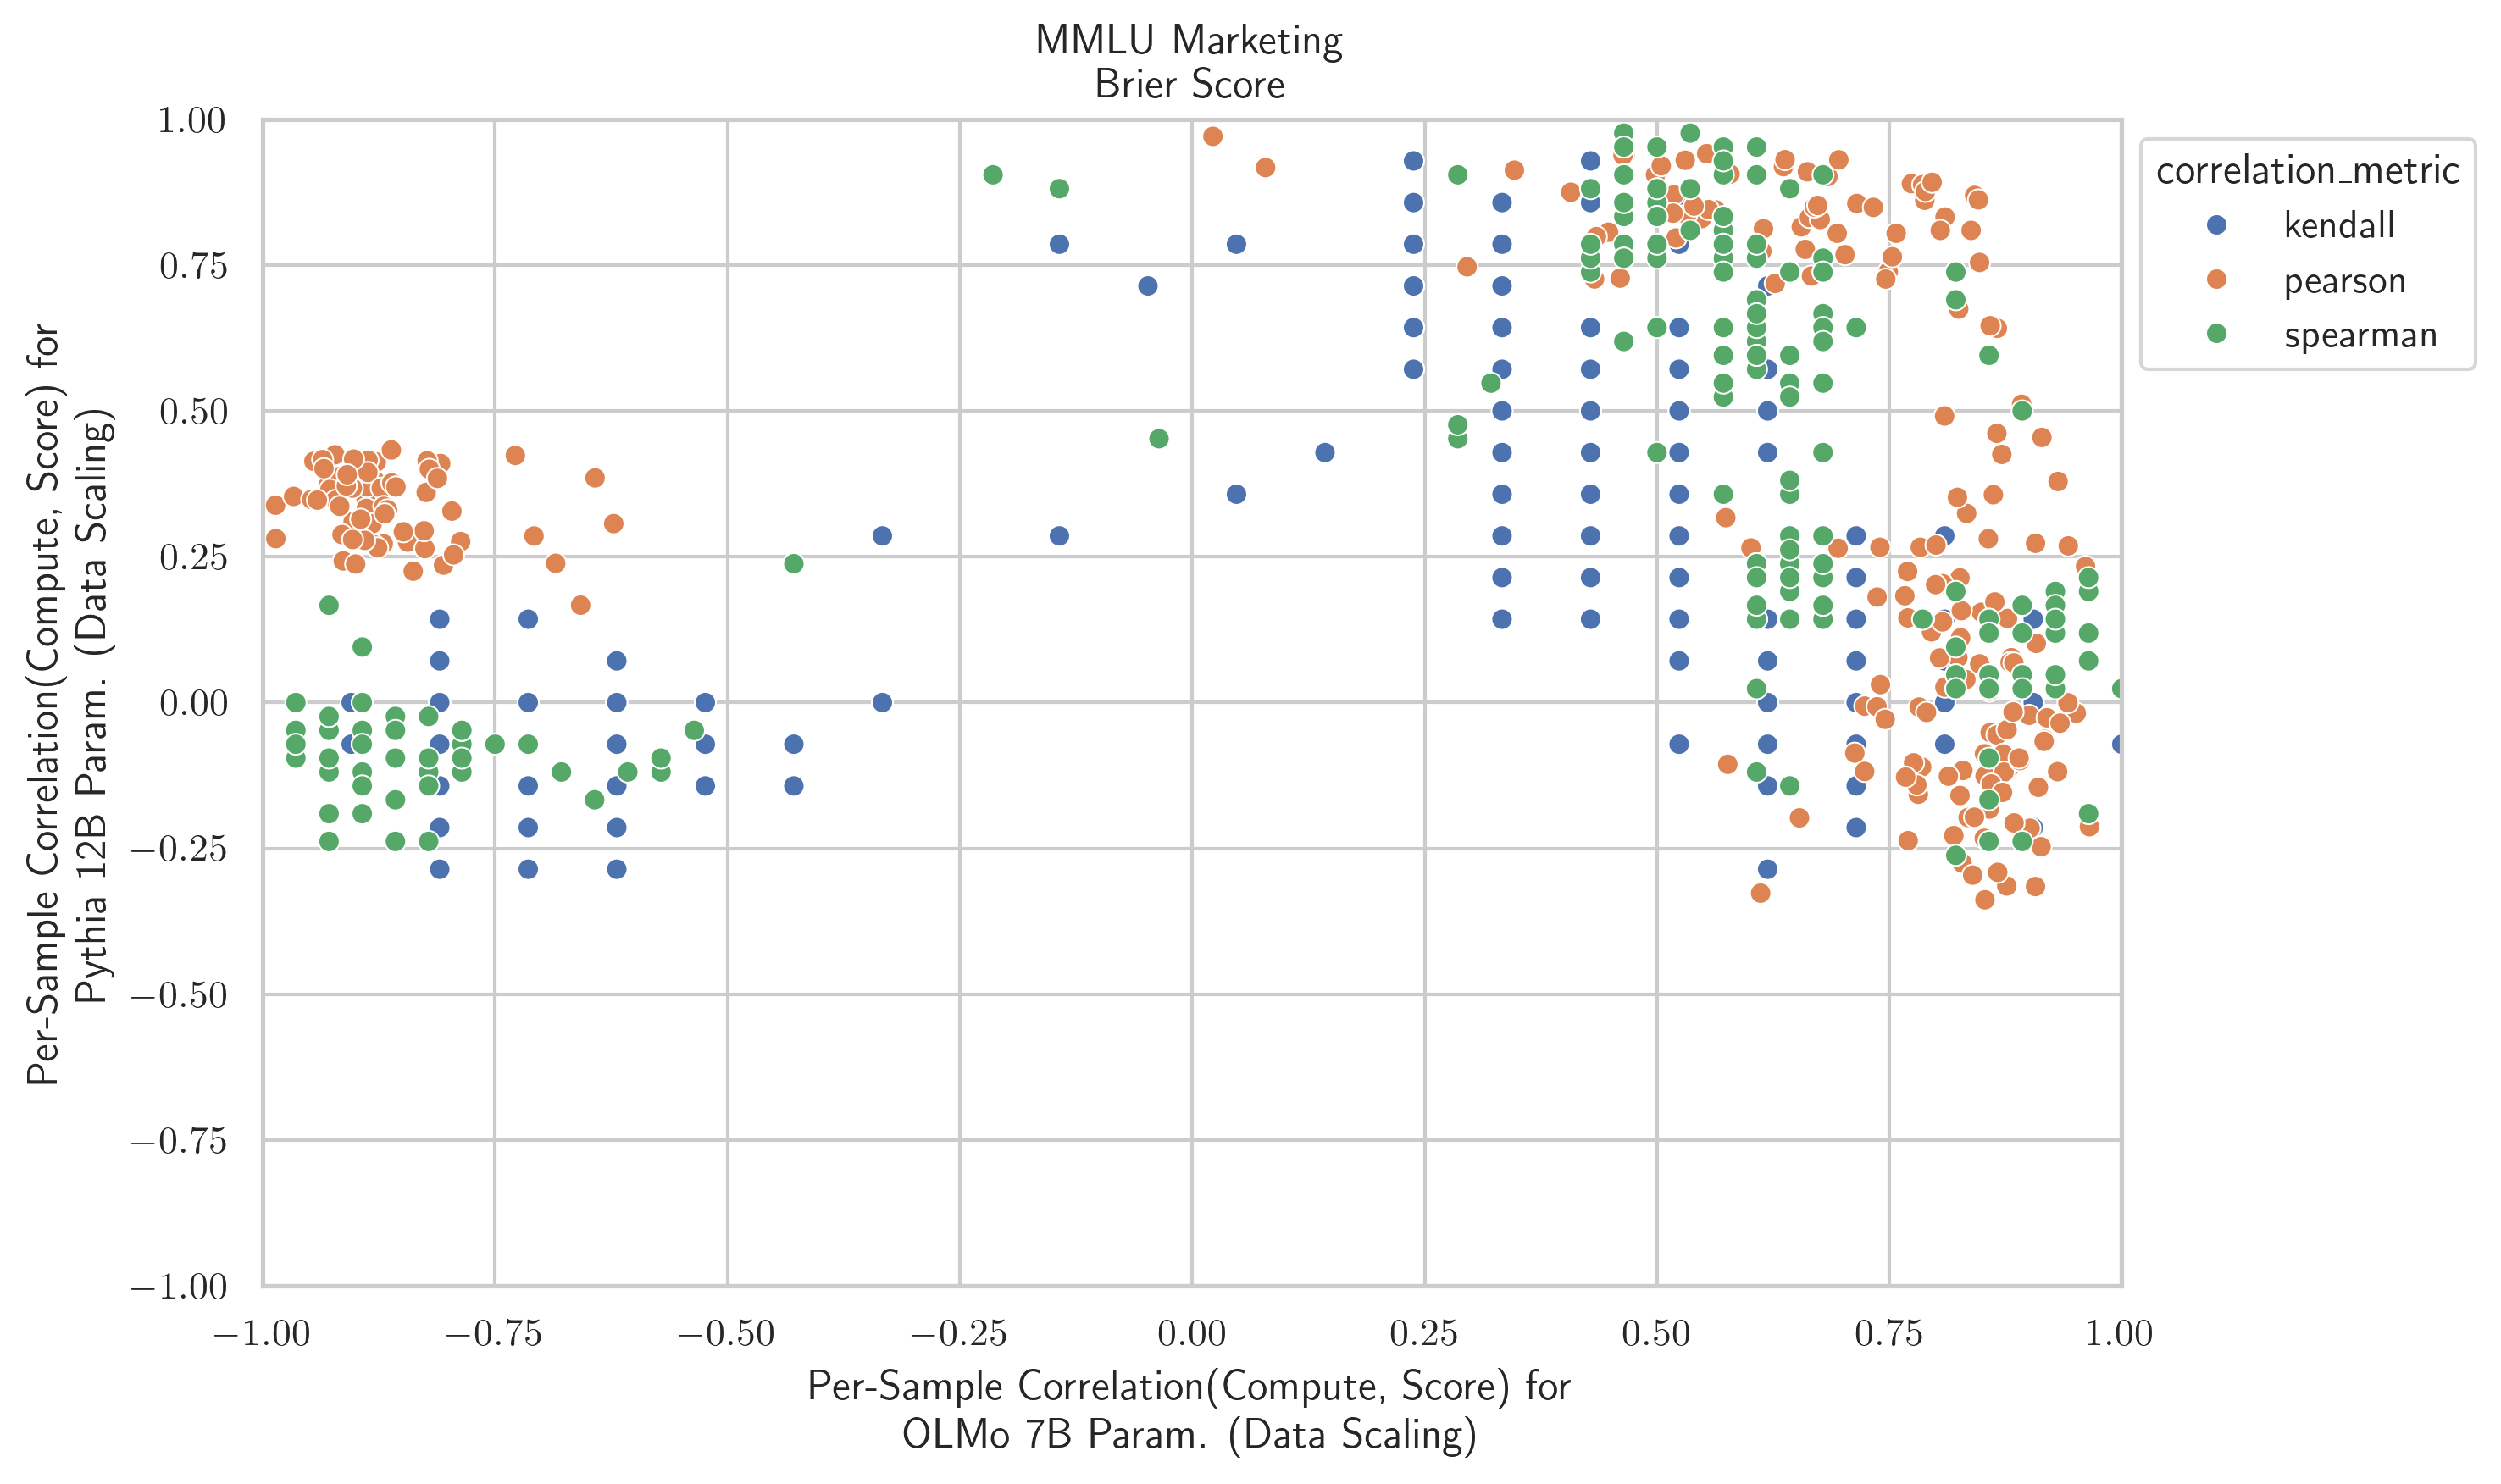 MMLU Marketing
Brier Score
Per-Sample Correlation(Compute, Score) for
Pythia 12B Param. (Data Scaling)
1.00
0.75
0.50
0.25
0.00
−0.25
−0.50
−0.75
−1.00
−1.00 −0.75 −0.50 −0.25 0.00 0.25 0.50 0.75 1.00
Per-Sample Correlation(Compute, Score) for
OLMo 7B Param. (Data Scaling)
correlation_metric
kendall
pearson
spearman